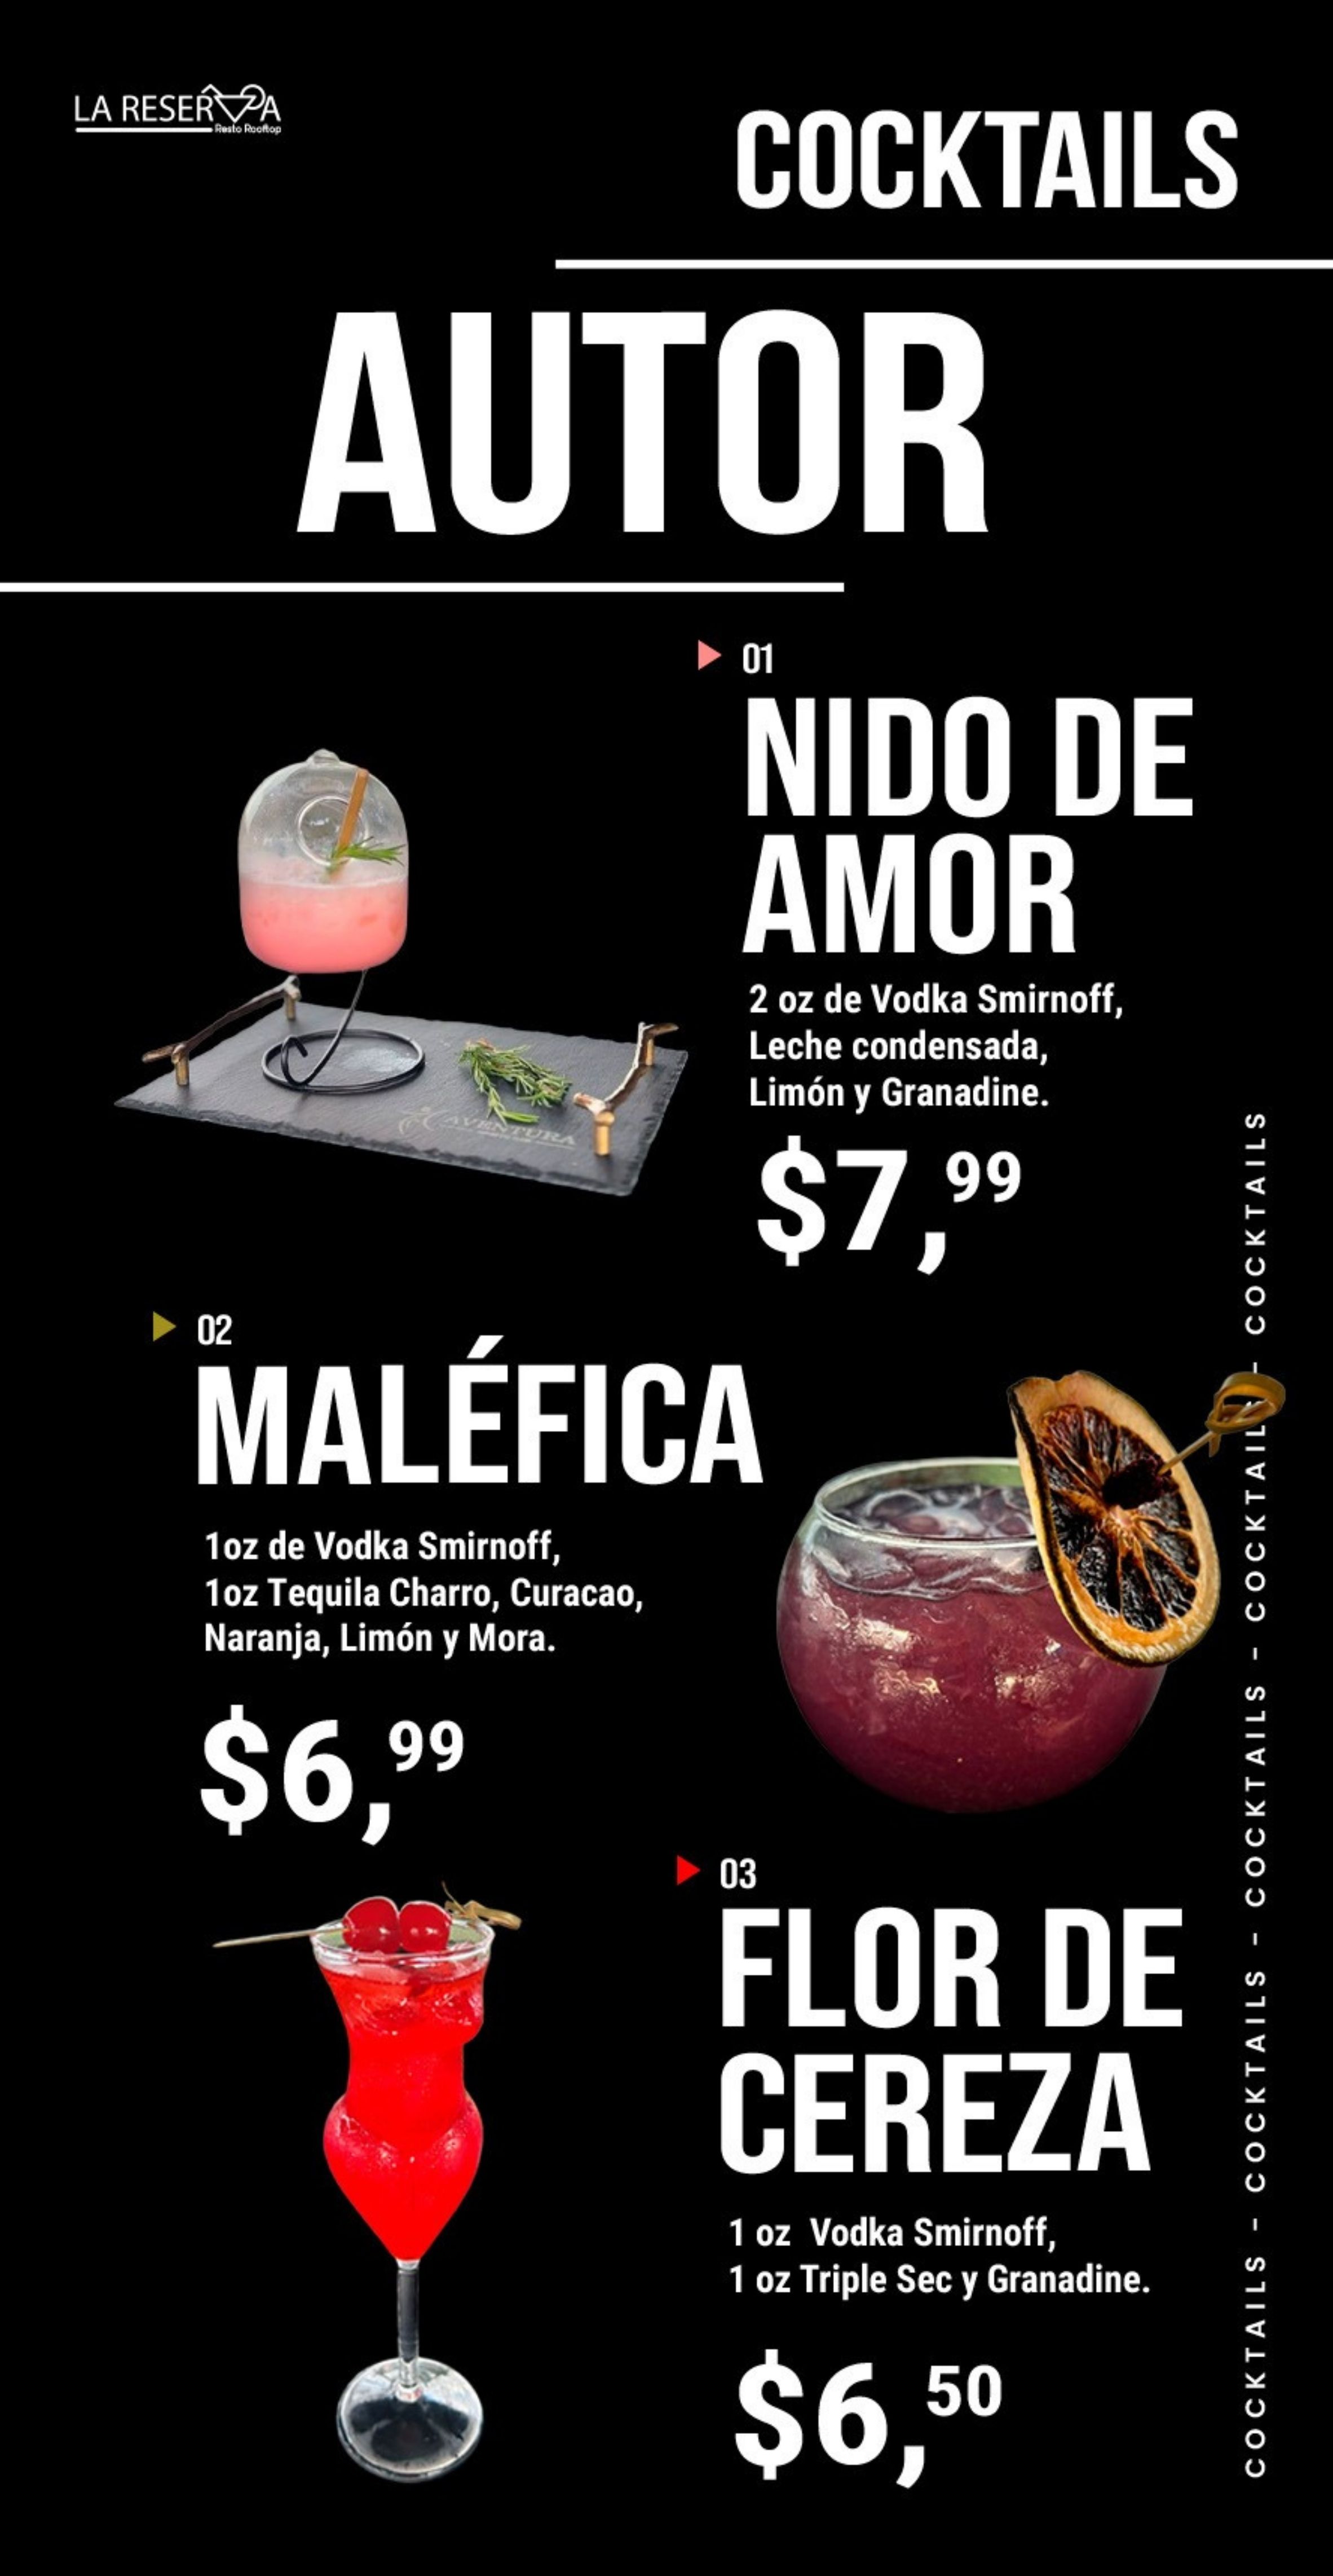 LA RESERVA
Resto Rooftop
COCKTAILS
AUTOR
01
NIDO DE
AMOR
2 oz de Vodka Smirnoff,
Leche condensada,
Limón y Granadine.
$7,99
AVENTURA
02
MALÉFICA
1oz de Vodka Smirnoff,
1oz Tequila Charro, Curacao,
Naranja, Limón y Mora.
$6,99
03
FLOR DE
CEREZA
1 oz  Vodka Smirnoff,
1 oz Triple Sec y Granadine.
$6,50
COCKTAILS - COCKTAILS - COCKTAILS - COCKTAILS - COCKTAILS